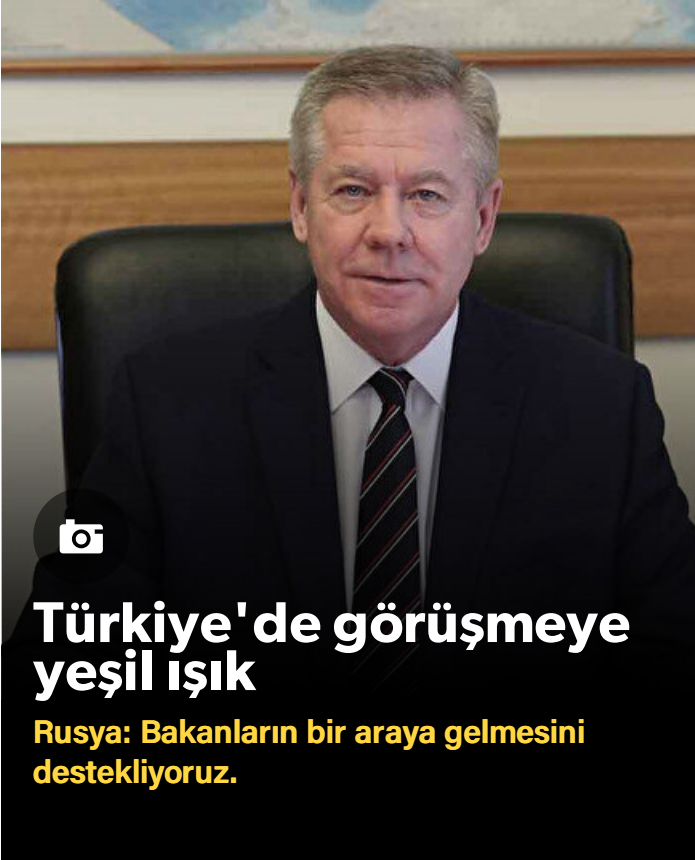 Türkiye'de görüşmeye
yeşil ışık
Rusya: Bakanların bir araya gelmesini
destekliyoruz.